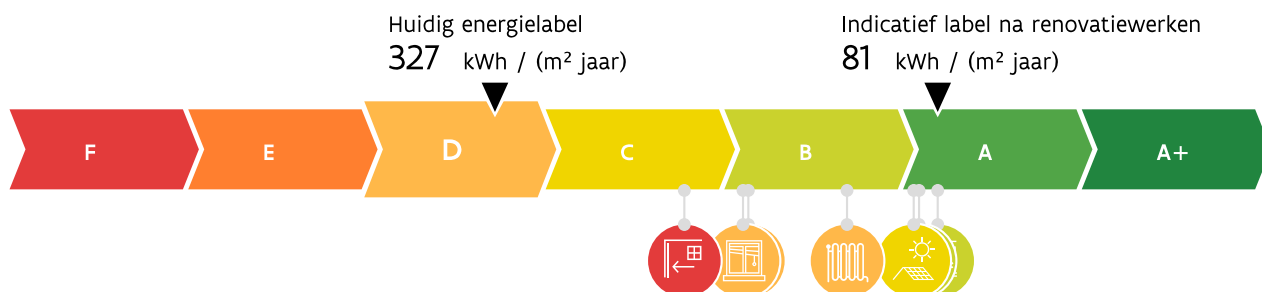 Huidig energielabel
327 kWh / (m² jaar)
Indicatief label na renovatiewerken
81 kWh / (m² jaar)
F E D C B A A+